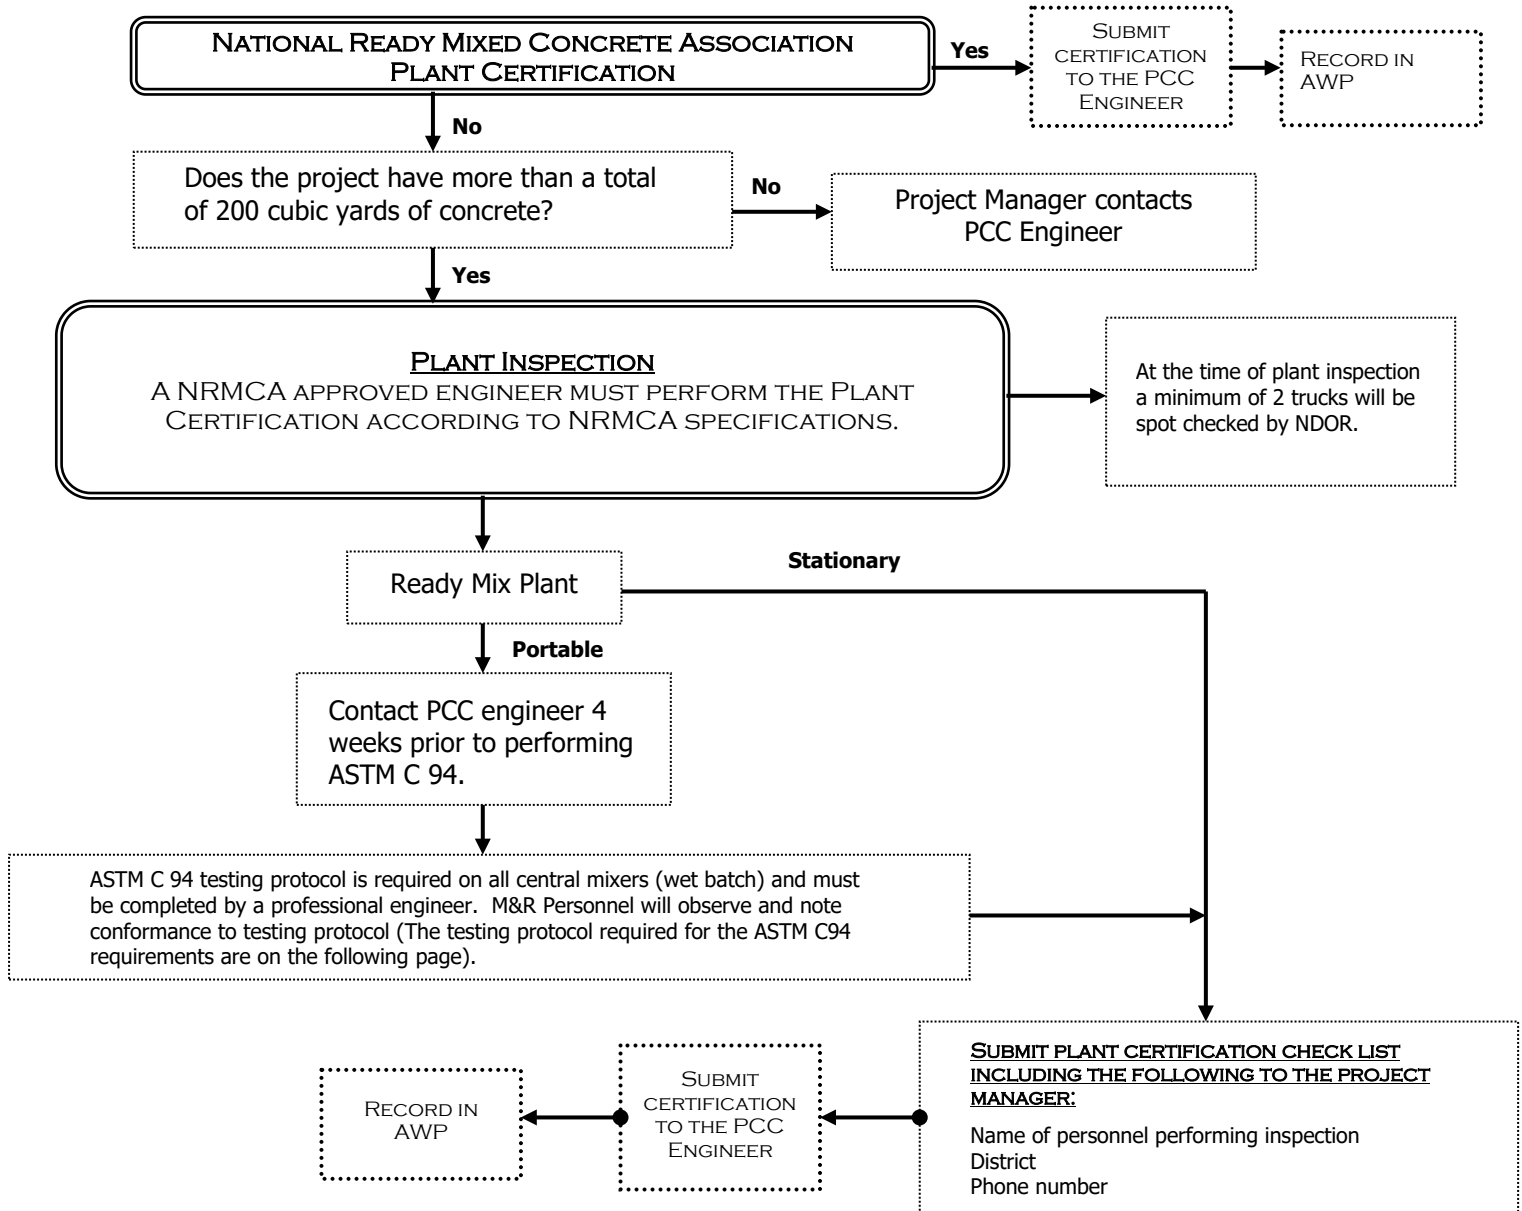 NATIONAL READY MIXED CONCRETE ASSOCIATION
PLANT CERTIFICATION
Yes
SUBMIT
CERTIFICATION
TO THE PCC
ENGINEER
RECORD IN
AWP
No
Does the project have more than a total
of 200 cubic yards of concrete?
No
Project Manager contacts
PCC Engineer
Yes
PLANT INSPECTION
A NRMCA APPROVED ENGINEER MUST PERFORM THE PLANT
CERTIFICATION ACCORDING TO NRMCA SPECIFICATIONS.
At the time of plant inspection
a minimum of 2 trucks will be
spot checked by NDOR.
Ready Mix Plant
Stationary
Portable
Contact PCC engineer 4
weeks prior to performing
ASTM C 94.
ASTM C 94 testing protocol is required on all central mixers (wet batch) and must
be completed by a professional engineer.  M&R Personnel will observe and note
conformance to testing protocol (The testing protocol required for the ASTM C94
requirements are on the following page).
SUBMIT PLANT CERTIFICATION CHECK LIST
INCLUDING THE FOLLOWING TO THE PROJECT
MANAGER:
Name of personnel performing inspection
District
Phone number
SUBMIT
CERTIFICATION
TO THE PCC
ENGINEER
RECORD IN
AWP